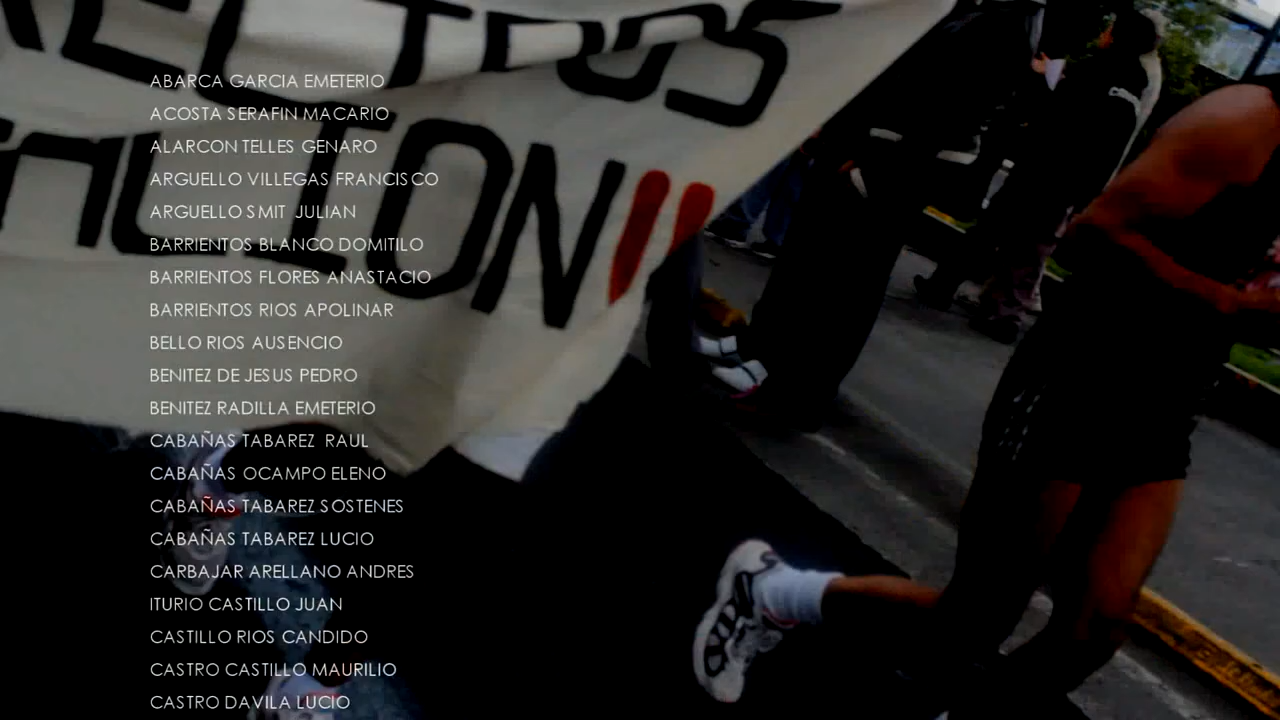 ABARCA GARCIA EMETERIO
ACOSTA SERAFIN MACARIO
ALARCON TELLES GENARO
ARGUELLO VILLEGAS FRANCISCO
ARGUELLO SMIT JULIAN
BARRIENTOS BLANCO DOMITILO
BARRIENTOS FLORES ANASTACIO
BARRIENTOS RIOS APOLINAR
BELLO RIOS AUSENCIO
BENITEZ DE JESUS PEDRO
BENITEZ RADILLA EMETERIO
CABAÑAS TABAREZ RAUL
CABAÑAS OCAMPO ELENO
CABAÑAS TABAREZ SOSTENES
CABAÑAS TABAREZ LUCIO
CARBAJAR ARELLANO ANDRES
ITURIO CASTILLO JUAN
CASTILLO RIOS CANDIDO
CASTRO CASTILLO MAURILIO
CASTRO DAVILA LUCIO